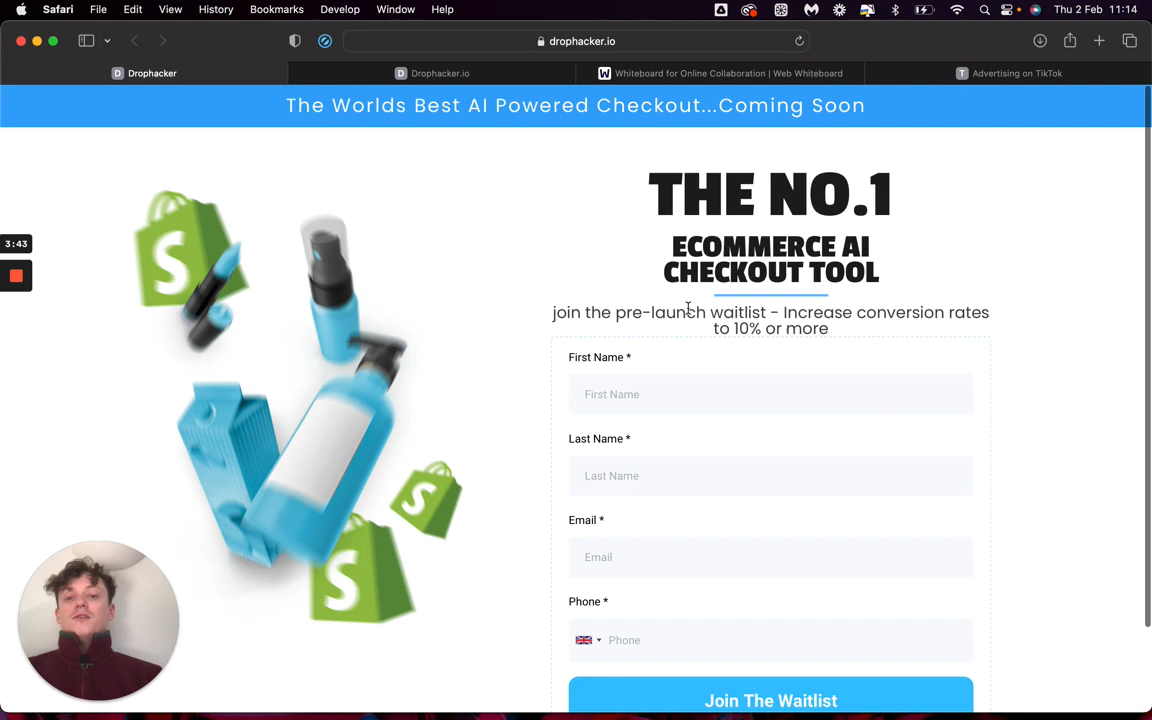 Safari File Edit View History Bookmarks Develop Window Help Thu 2 Feb 11:14
drophacker.io
D Drophacker
D Drophacker.io
W Whiteboard for Online Collaboration | Web Whiteboard
T Advertising on TikTok
The Worlds Best AI Powered Checkout...Coming Soon
THE NO.1
ECOMMERCE AI
CHECKOUT TOOL
join the pre-launch waitlist - Increase conversion rates
to 10% or more
3:43
First Name *
First Name
Last Name *
Last Name
Email *
Email
Phone *
Phone
Join The Waitlist
S
S
S